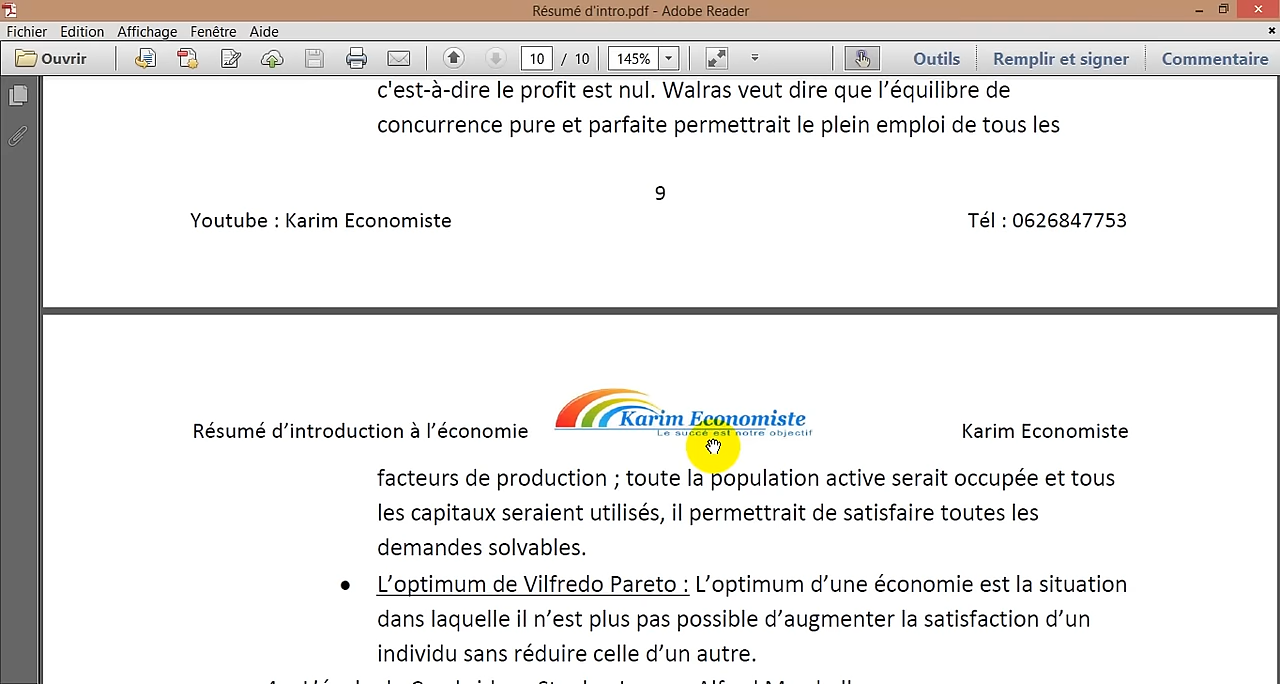 Résumé d'intro.pdf - Adobe Reader
Fichier Edition Affichage Fenêtre Aide
Ouvrir 10 / 10 145% Outils Remplir et signer Commentaire
c'est-à-dire le profit est nul. Walras veut dire que l’équilibre de
concurrence pure et parfaite permettrait le plein emploi de tous les
9
Youtube : Karim Economiste Tél : 0626847753
Karim Economiste
Le succé est notre objectif
Résumé d’introduction à l’économie Karim Economiste
facteurs de production ; toute la population active serait occupée et tous
les capitaux seraient utilisés, il permettrait de satisfaire toutes les
demandes solvables.
• L’optimum de Vilfredo Pareto : L’optimum d’une économie est la situation
dans laquelle il n’est plus pas possible d’augmenter la satisfaction d’un
individu sans réduire celle d’un autre.